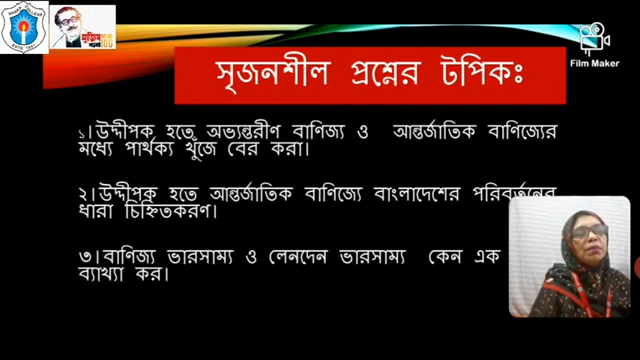 Film Maker
সৃজনশীল প্রশ্নের টপিকঃ
১। উদ্দীপক হতে অভ্যন্তরীণ বাণিজ্য ও আন্তর্জাতিক বাণিজ্যের
মধ্যে পার্থক্য খুঁজে বের করা।
২। উদ্দীপক হতে আন্তর্জাতিক বাণিজ্যে বাংলাদেশের পরিবর্তনের
ধারা চিহ্নিতকরণ।
৩। বাণিজ্য ভারসাম্য ও লেনদেন ভারসাম্য কেন এক
ব্যাখ্যা কর।